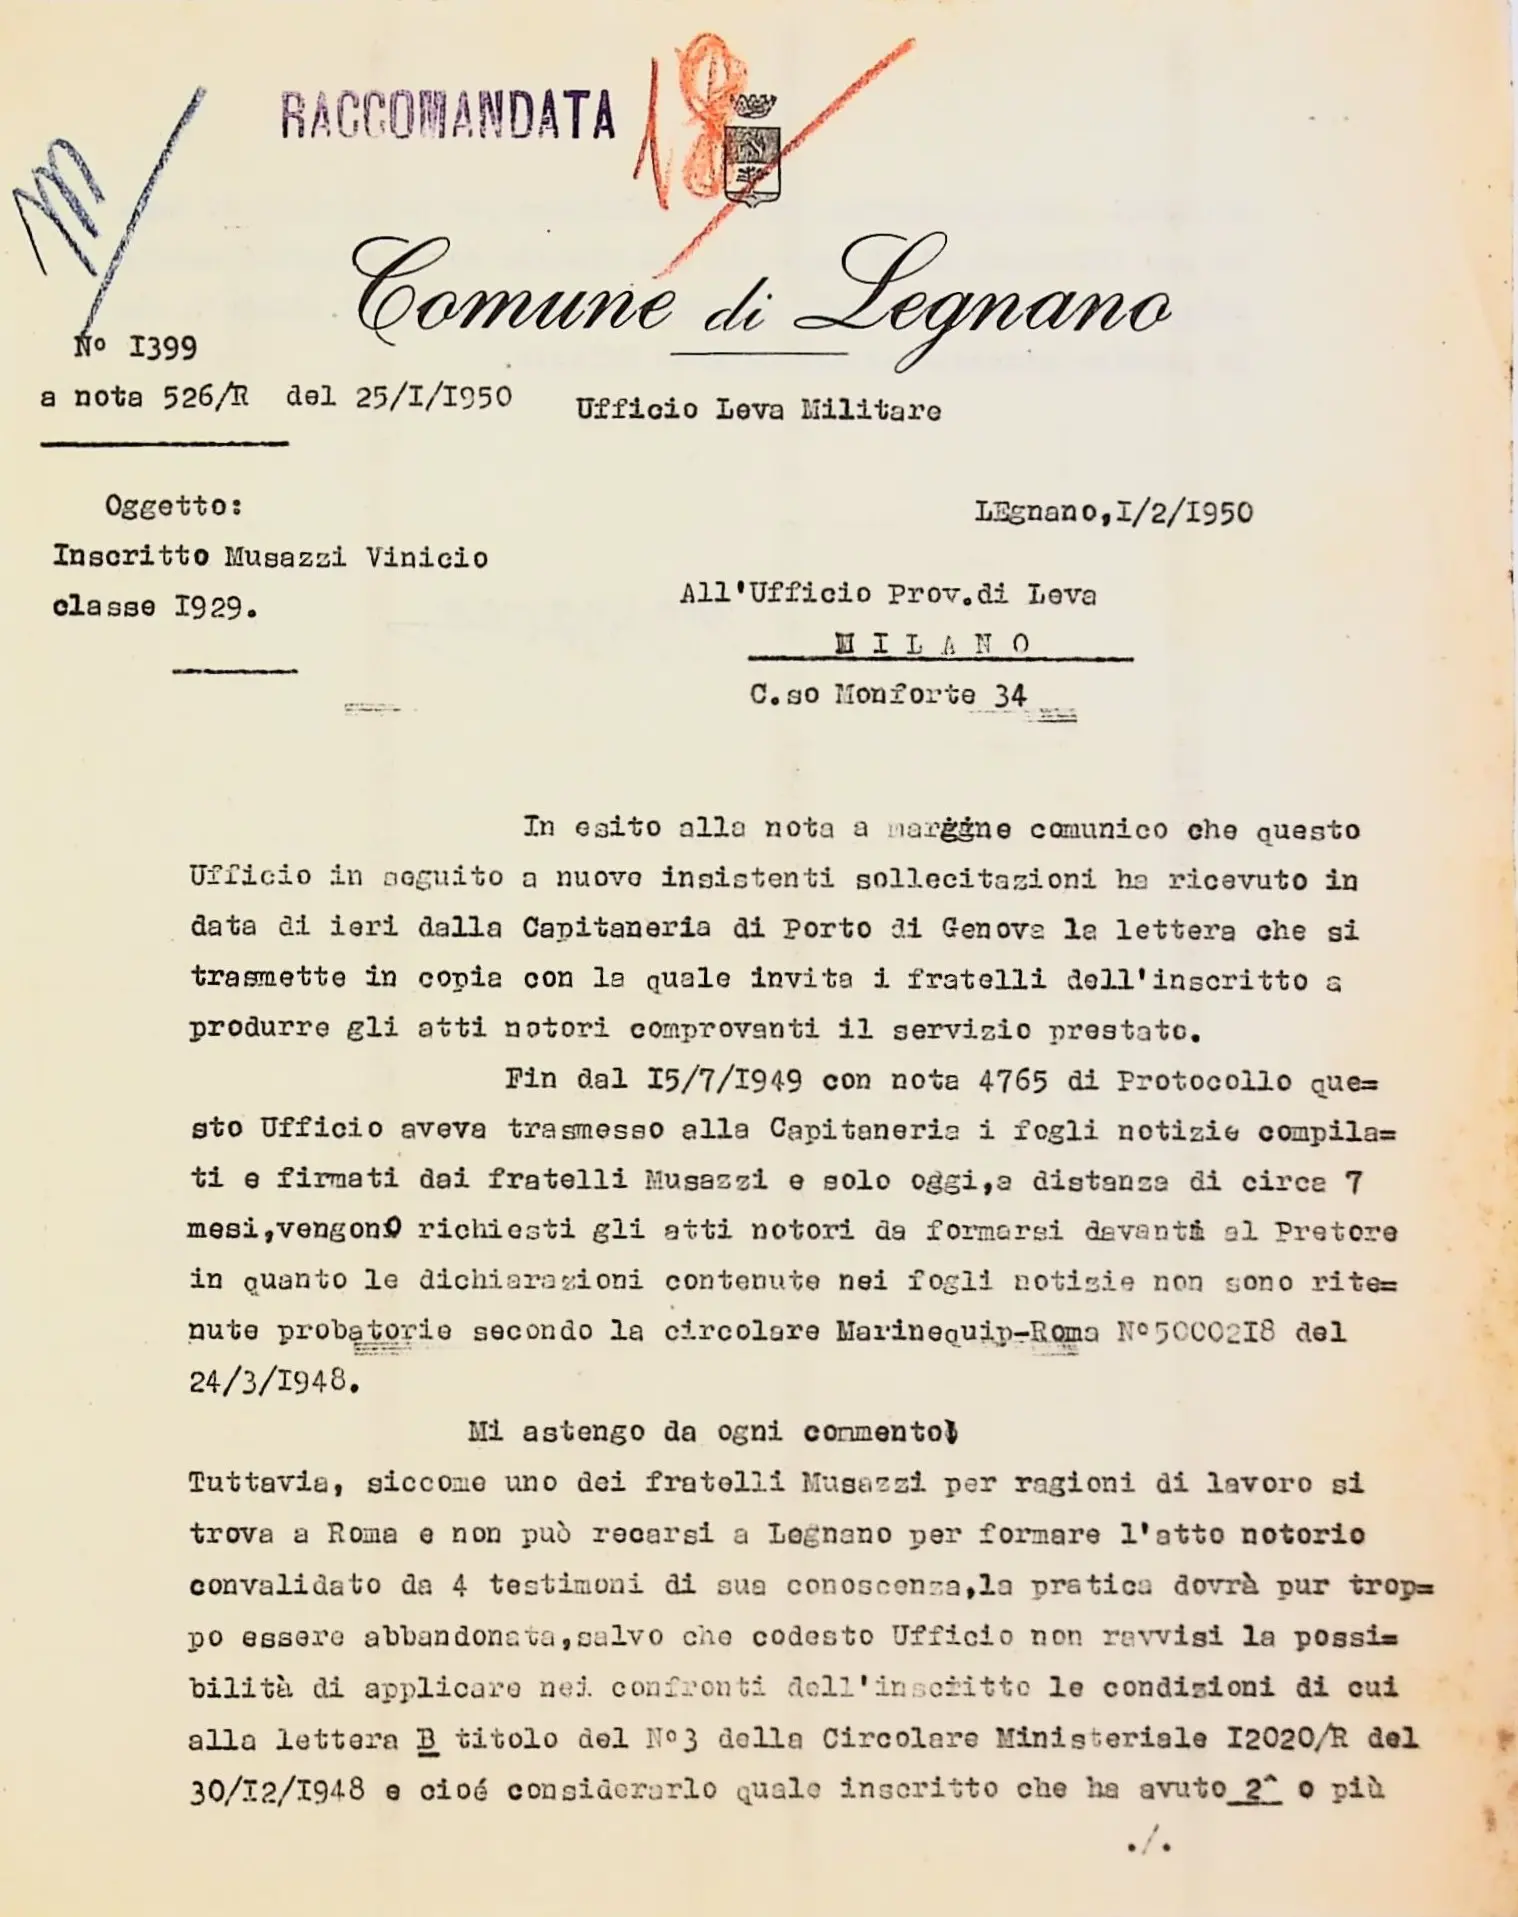 RACCOMANDATA
18
Comune di Legnano
N° I399
a nota 526/R del 25/I/I950
Ufficio Leva Militare
Oggetto:
Inscritto Musazzi Vinicio
classe I929.
LEgnano,I/2/I950
All'Ufficio Prov.di Leva
M I L A N O
C.so Monforte 34
In esito alla nota a margine comunico che questo
Ufficio in seguito a nuove insistenti sollecitazioni ha ricevuto in
data di ieri dalla Capitaneria di Porto di Genova la lettera che si
trasmette in copia con la quale invita i fratelli dell'inscritto a
produrre gli atti notori comprovanti il servizio prestato.
Fin dal I5/7/I949 con nota 4765 di Protocollo que=
sto Ufficio aveva trasmesso alla Capitaneria i fogli notizie compila=
ti e firmati dai fratelli Musazzi e solo oggi,a distanza di circa 7
mesi,vengono richiesti gli atti notori da formarsi davanti al Pretore
in quanto le dichiarazioni contenute nei fogli notizie non sono rite=
nute probatorie secondo la circolare Marinequip-Roma N°5000218 del
24/3/I948.
Mi astengo da ogni commento!
Tuttavia, siccome uno dei fratelli Musazzi per ragioni di lavoro si
trova a Roma e non può recarsi a Legnano per formare l'atto notorio
convalidato da 4 testimoni di sua conoscenza,la pratica dovrà pur trop=
po essere abbandonata,salvo che codesto Ufficio non ravvisi la possi=
bilità di applicare nei confronti dell'inscritto le condizioni di cui
alla lettera B titolo del N°3 della Circolare Ministeriale I2020/R del
30/I2/I948 e cioé considerarlo quale inscritto che ha avuto 2^ o più
./.